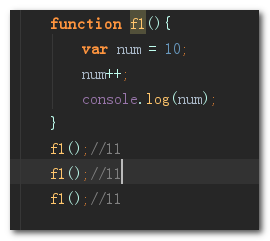 function f1(){
var num = 10;
num++;
console.log(num);
}
f1();//11
f1();//11
f1();//11